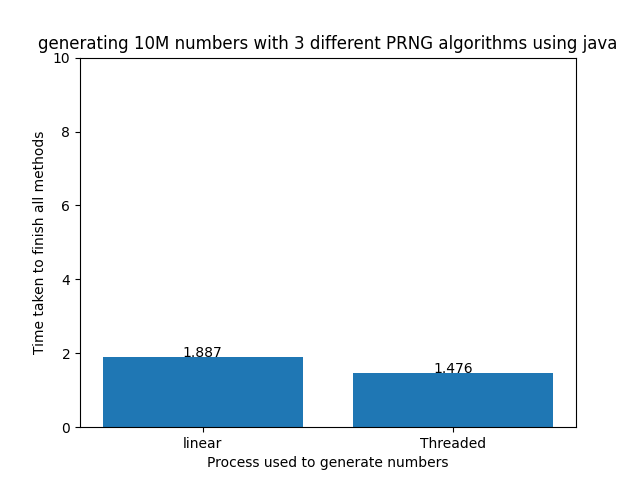 generating 10M numbers with 3 different PRNG algorithms using java
Time taken to finish all methods
10
8
6
4
2
0
1.887
1.476
linear
Threaded
Process used to generate numbers